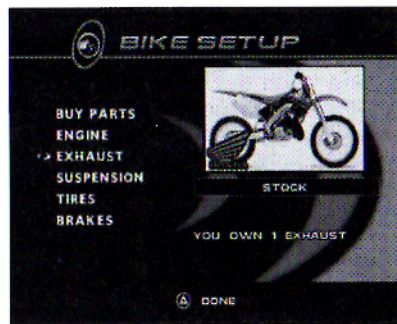 BIKE SETUP
BUY PARTS
ENGINE
EXHAUST
SUSPENSION
TIRES
BRAKES
STOCK
YOU OWN 1 EXHAUST
A DONE